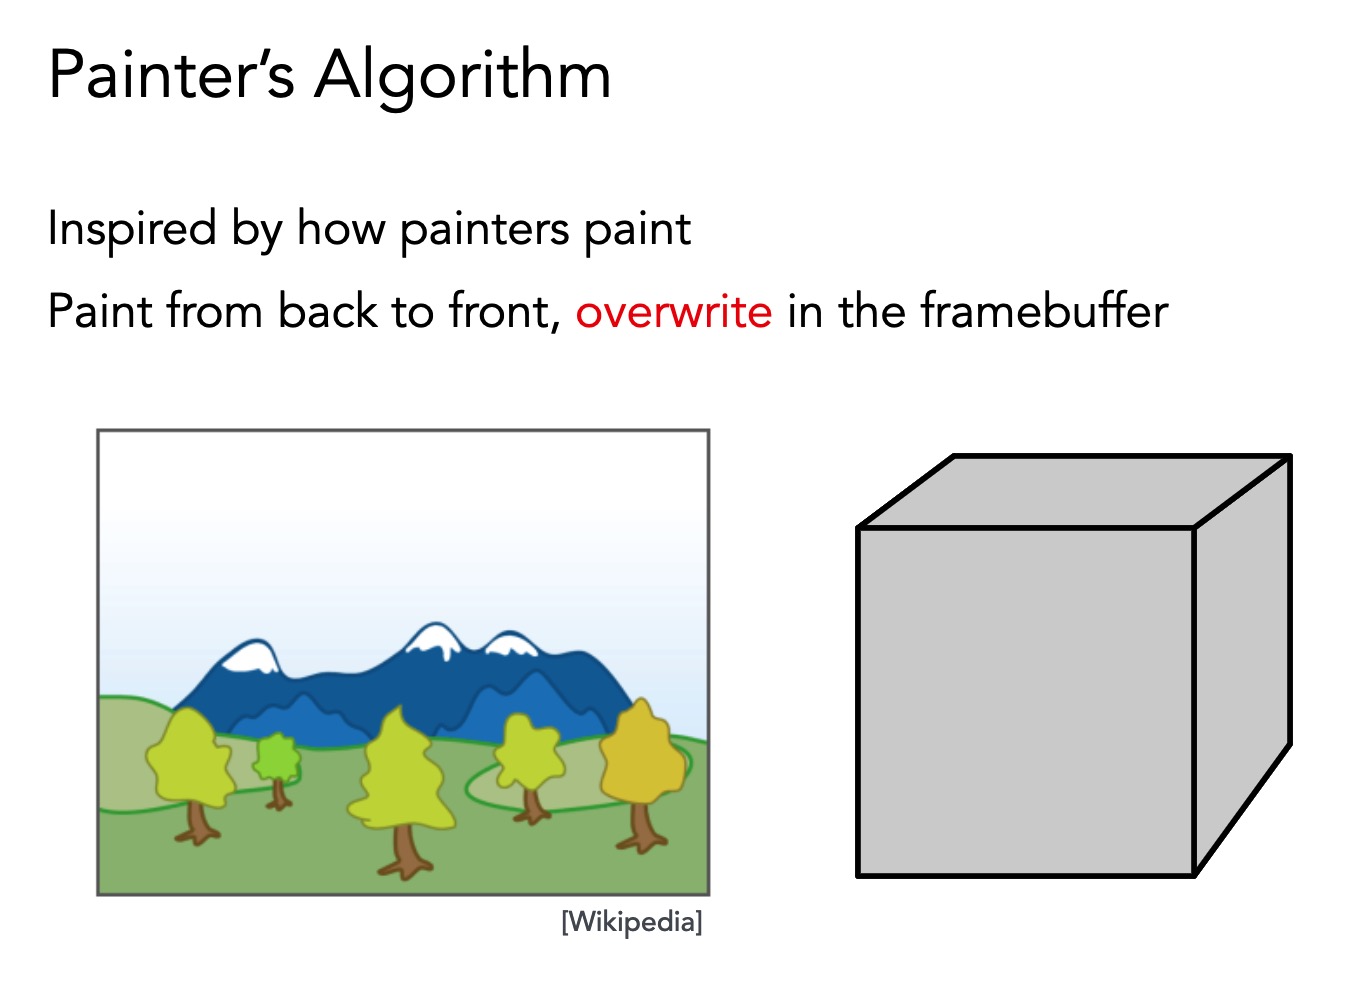 Painter’s Algorithm
Inspired by how painters paint
Paint from back to front, overwrite in the framebuffer
[Wikipedia]